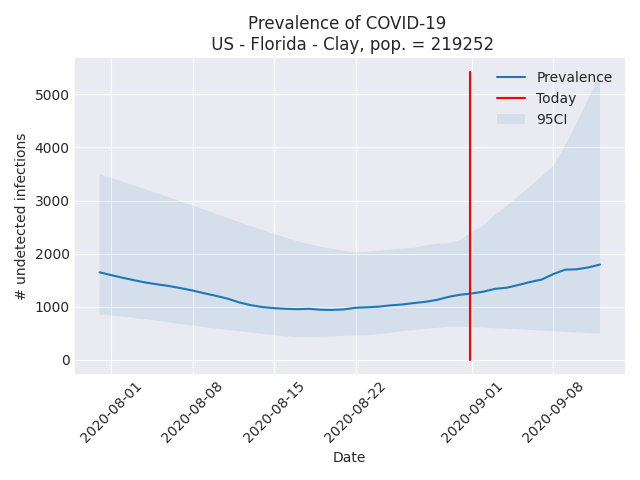 Prevalence of COVID-19
US - Florida - Clay, pop. = 219252
Prevalence
Today
95CI
# undetected infections
5000
4000
3000
2000
1000
0
2020-08-01
2020-08-08
2020-08-15
2020-08-22
2020-09-01
2020-09-08
Date